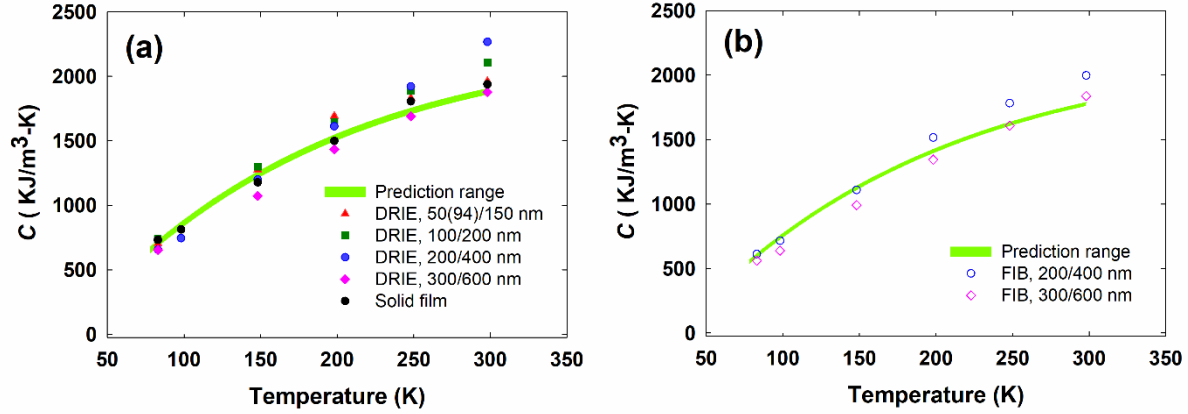 (a)
C ( KJ/m³-K)
2500
2000
1500
1000
500
0
Prediction range
DRIE, 50(94)/150 nm
DRIE, 100/200 nm
DRIE, 200/400 nm
DRIE, 300/600 nm
Solid film
50 100 150 200 250 300 350
Temperature (K)
(b)
C ( KJ/m³-K)
2500
2000
1500
1000
500
0
Prediction range
FIB, 200/400 nm
FIB, 300/600 nm
50 100 150 200 250 300 350
Temperature (K)